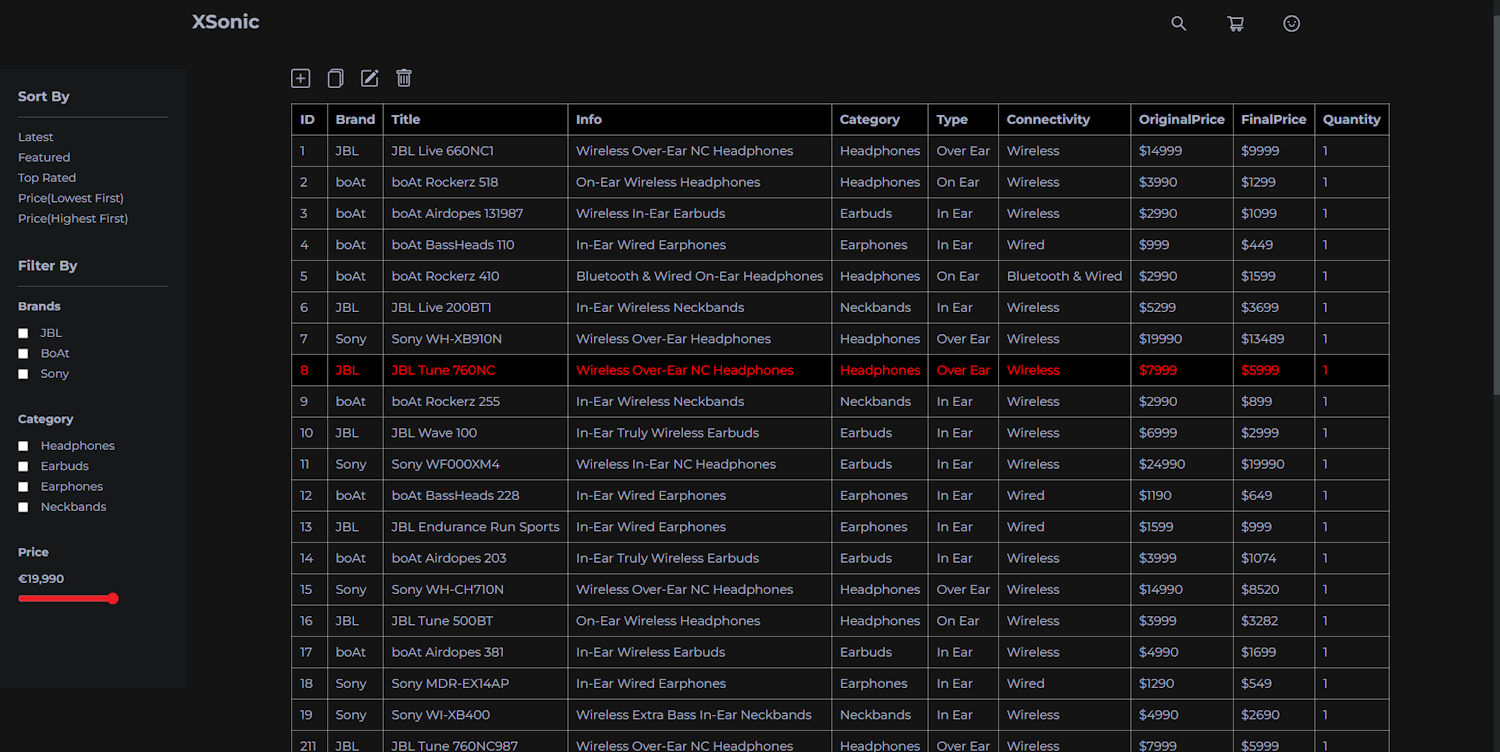 XSonic
Sort By
Latest
Featured
Top Rated
Price(Lowest First)
Price(Highest First)
Filter By
Brands
JBL
BoAt
Sony
Category
Headphones
Earbuds
Earphones
Neckbands
Price
€19,990
ID Brand Title Info Category Type Connectivity OriginalPrice FinalPrice Quantity
1 JBL JBL Live 660NC1 Wireless Over-Ear NC Headphones Headphones Over Ear Wireless $14999 $9999 1
2 boAt boAt Rockerz 518 On-Ear Wireless Headphones Headphones On Ear Wireless $3990 $1299 1
3 boAt boAt Airdopes 131987 Wireless In-Ear Earbuds Earbuds In Ear Wireless $2990 $1099 1
4 boAt boAt BassHeads 110 In-Ear Wired Earphones Earphones In Ear Wired $999 $449 1
5 boAt boAt Rockerz 410 Bluetooth & Wired On-Ear Headphones Headphones On Ear Bluetooth & Wired $2990 $1599 1
6 JBL JBL Live 200BT1 In-Ear Wireless Neckbands Neckbands In Ear Wireless $5299 $3699 1
7 Sony Sony WH-XB910N Wireless Over-Ear Headphones Headphones Over Ear Wireless $19990 $13489 1
8 JBL JBL Tune 760NC Wireless Over-Ear NC Headphones Headphones Over Ear Wireless $7999 $5999 1
9 boAt boAt Rockerz 255 In-Ear Wireless Neckbands Neckbands In Ear Wireless $2990 $899 1
10 JBL JBL Wave 100 In-Ear Truly Wireless Earbuds Earbuds In Ear Wireless $6999 $2999 1
11 Sony Sony WF000XM4 Wireless In-Ear NC Headphones Earbuds In Ear Wireless $24990 $19990 1
12 boAt boAt BassHeads 228 In-Ear Wired Earphones Earphones In Ear Wired $1190 $649 1
13 JBL JBL Endurance Run Sports In-Ear Wired Earphones Earphones In Ear Wired $1599 $999 1
14 boAt boAt Airdopes 203 In-Ear Truly Wireless Earbuds Earbuds In Ear Wireless $3999 $1074 1
15 Sony Sony WH-CH710N Wireless Over-Ear NC Headphones Headphones Over Ear Wireless $14990 $8520 1
16 JBL JBL Tune 500BT On-Ear Wireless Headphones Headphones On Ear Wireless $3999 $3282 1
17 boAt boAt Airdopes 381 In-Ear Wireless Earbuds Earbuds In Ear Wireless $4990 $1699 1
18 Sony Sony MDR-EX14AP In-Ear Wired Earphones Earphones In Ear Wired $1290 $549 1
19 Sony Sony WI-XB400 Wireless Extra Bass In-Ear Neckbands Neckbands In Ear Wireless $4990 $2690 1
211 JBL JBL Tune 760NC987 Wireless Over-Ear NC Headphones Headphones Over Ear Wireless $7999 $5999 1